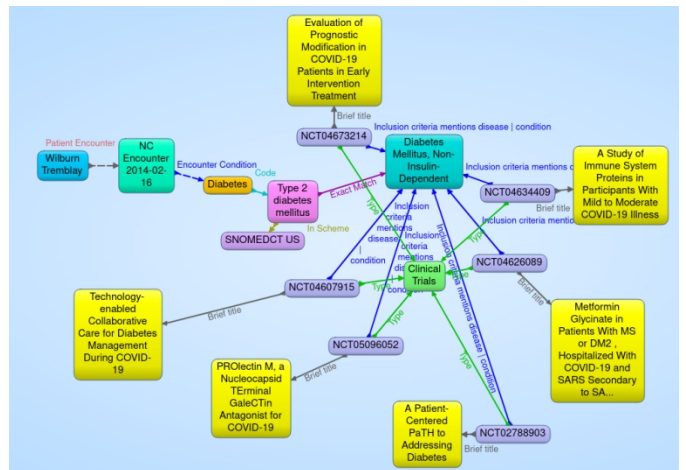 Evaluation of
Prognostic
Modification in
COVID-19
Patients in Early
Intervention
Treatment
Brief title
NCT04673214
Inclusion criteria mentions disease | condition
Patient Encounter
Wilburn
Tremblay
NC
Encounter
2014-02-
16
Encounter Condition
Diabetes
Code
Type 2
diabetes
mellitus
Exact Match
In Scheme
SNOMEDCT US
Diabetes
Mellitus, Non-
Insulin-
Dependent
Inclusion criteria mentions
NCT04634409
Brief title
A Study of
Immune System
Proteins in
Participants With
Mild to Moderate
COVID-19 Illness
Type
Type
Inclusion criteria menti
Inclusion
criteria
mentions
disease
| condition
Inclusion
criteria
mentions
Inclusion criteria mentions disease | condition
Clinical
Trials
Type
NCT04626089
Brief title
Metformin Glycinate in
Patients With MS
or DM2 ,
Hospitalized With
COVID-19 and SARS
Secondary
to SA...
NCT04607915
Type
Brief title
Technology-
enabled
Collaborative
Care for Diabetes
Management
During COVID-
19
Type
NCT05096052
Brief title
PROlectin M, a
Nucleocapsid
TErminal
GaleCTin
Antagonist for
COVID-19
Type
A Patient-
Centered
PaTH to
Addressing
Diabetes
Brief title
NCT02788903